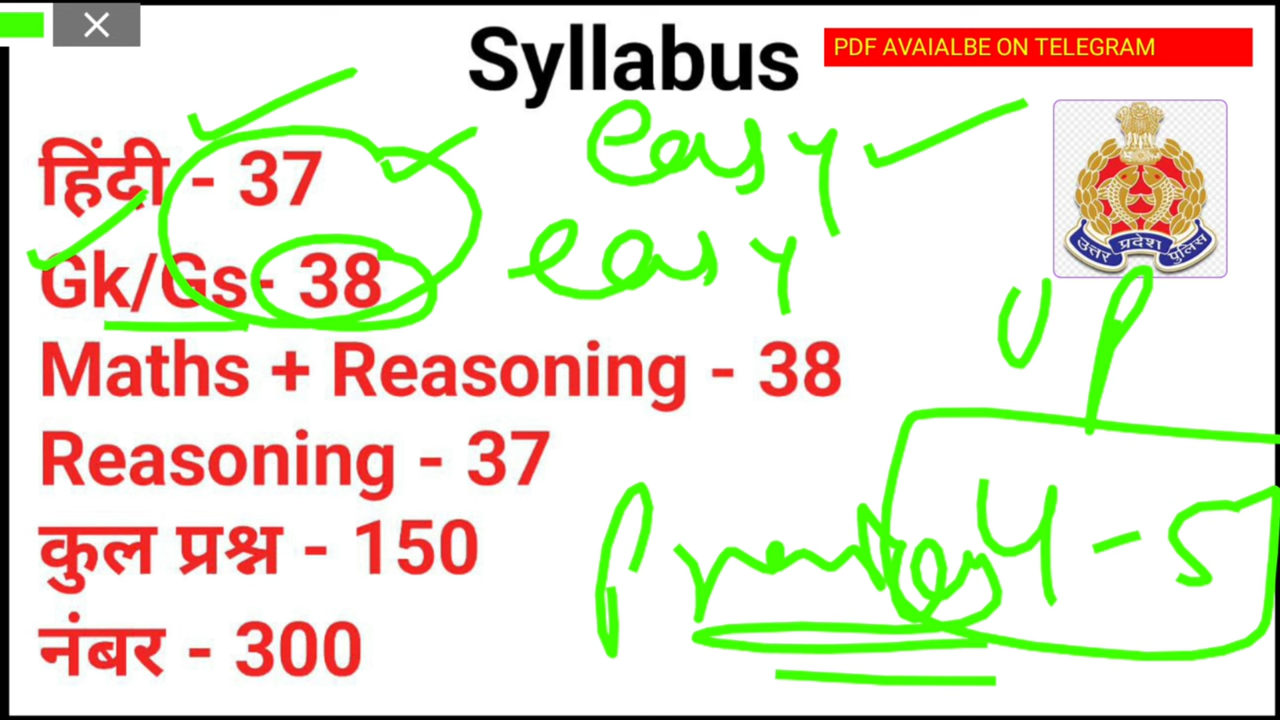 Syllabus
PDF AVAIALBE ON TELEGRAM
हिंदी - 37
easy
Gk/Gs- 38
easy
उत्तर प्रदेश पुलिस
UP
Maths + Reasoning - 38
Reasoning - 37
4-5
कुल प्रश्न - 150
नंबर - 300